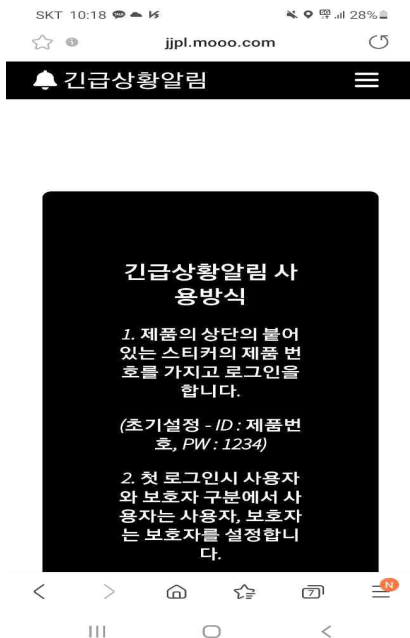 SKT 10:18 28%
jjpl.mooo.com
긴급상황알림
긴급상황알림 사
용방식
1. 제품의 상단의 붙어
있는 스티커의 제품 번
호를 가지고 로그인을
합니다.
(초기설정 - ID : 제품번
호, PW : 1234)
2. 첫 로그인시 사용자
와 보호자 구분에서 사
용자는 사용자, 보호자
는 보호자를 설정합니
다.
7 N